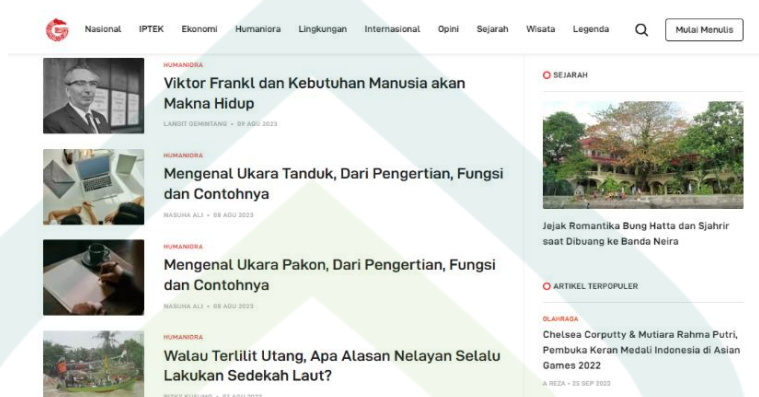 Nasional IPTEK Ekonomi Humaniora Lingkungan Internasional Opini Sejarah Wisata Legenda Mulai Menulis
HUMANIORA
Viktor Frankl dan Kebutuhan Manusia akan
Makna Hidup
LANGIT GEMINTANG • 09 AGU 2023
HUMANIORA
Mengenal Ukara Tanduk, Dari Pengertian, Fungsi
dan Contohnya
MASUHA ALI • 08 AGU 2023
HUMANIORA
Mengenal Ukara Pakon, Dari Pengertian, Fungsi
dan Contohnya
MASUHA ALI • 08 AGU 2023
HUMANIORA
Walau Terlilit Utang, Apa Alasan Nelayan Selalu
Lakukan Sedekah Laut?
07 AGU 2023
SEJARAH
Jejak Romantika Bung Hatta dan Sjahrir
saat Dibuang ke Banda Neira
ARTIKEL TERPOPULER
OLAHRAGA
Chelsea Corputty & Mutiara Rahma Putri,
Pembuka Keran Medali Indonesia di Asian
Games 2022
A REZA • 25 SEP 2023